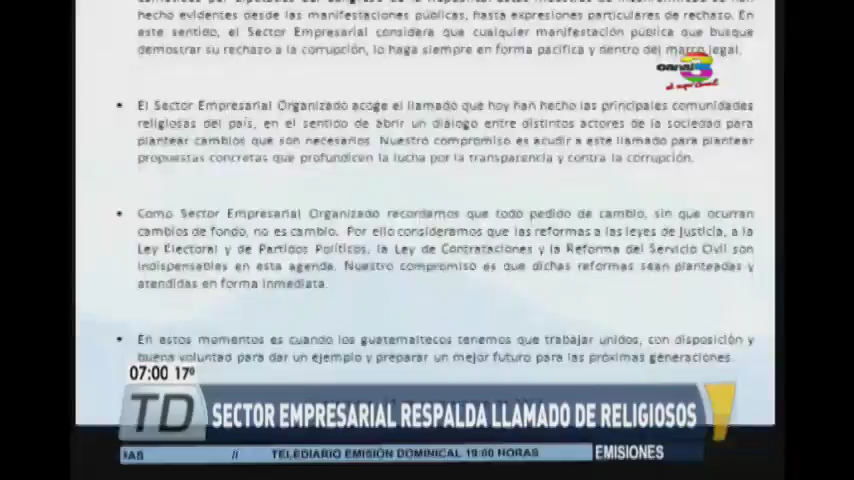 hecho evidentes desde las manifestaciones públicas, hasta expresiones particulares de rechazo. En
este sentido, el Sector Empresarial considera que cualquier manifestación pública que busque
demostrar su rechazo a la corrupción, lo haga siempre en forma pacífica y dentro del marco legal.
canal 3
• El Sector Empresarial Organizado acoge el llamado que hoy han hecho las principales comunidades
religiosas del país, en el sentido de abrir un diálogo entre distintos actores de la sociedad para
plantear cambios que son necesarios. Nuestro compromiso es acudir a este llamado para plantear
propuestas concretas que profundicen la lucha por la transparencia y contra la corrupción.
• Como Sector Empresarial Organizado recordamos que todo pedido de cambio, sin que ocurran
cambios de fondo, no es cambio. Por ello consideramos que las reformas a las leyes de Justicia, a la
Ley Electoral y de Partidos Políticos, la Ley de Contrataciones y la Reforma del Servicio Civil son
indispensables en esta agenda. Nuestro compromiso es que dichas reformas sean planteadas y
atendidas en forma inmediata.
• En estos momentos es cuando los guatemaltecos tenemos que trabajar unidos, con disposición y
buena voluntad para dar un ejemplo y preparar un mejor futuro para las próximas generaciones.
07:00 17º
TD SECTOR EMPRESARIAL RESPALDA LLAMADO DE RELIGIOSOS
IAS // TELEDIARIO EMISIÓN DOMINICAL 19:00 HORAS EMISIONES